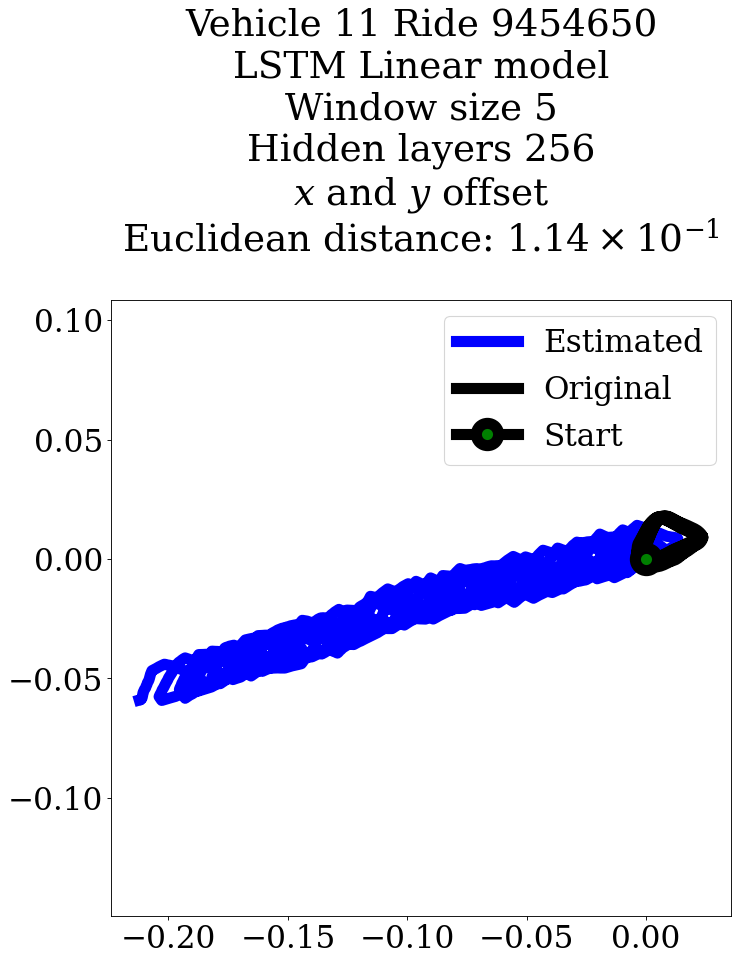 Vehicle 11 Ride 9454650
LSTM Linear model
Window size 5
Hidden layers 256
x and y offset
Euclidean distance: 1.14 × 10⁻¹
Estimated
Original
Start
0.10
0.05
0.00
−0.05
−0.10
−0.20
−0.15
−0.10
−0.05
0.00